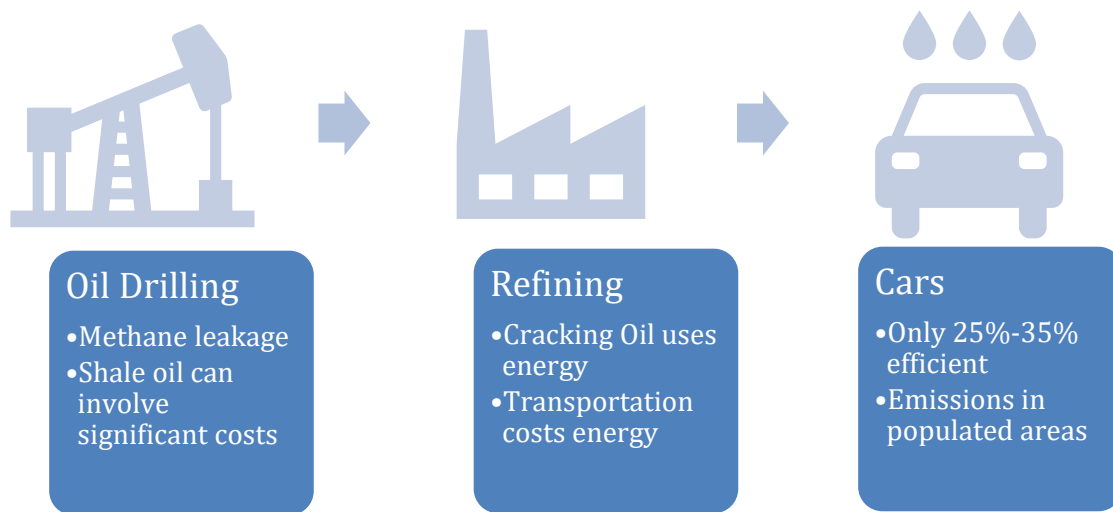 Oil Drilling
•Methane leakage
•Shale oil can
involve
significant costs
Refining
•Cracking Oil uses
energy
•Transportation
costs energy
Cars
•Only 25%-35%
efficient
•Emissions in
populated areas